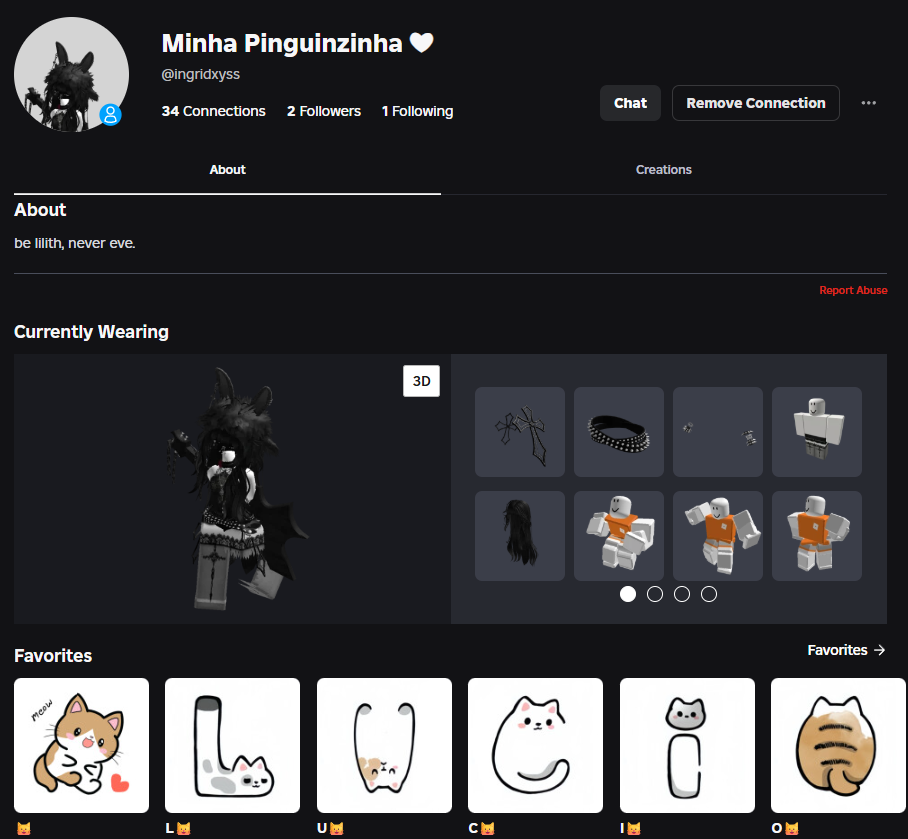 Minha Pinguinzinha 🤍
@ingridxyss
34 Connections 2 Followers 1 Following
Chat Remove Connection ...
About Creations
About
be lilith, never eve.
Report Abuse
Currently Wearing
3D
Favorites
Favorites →
meow
🐱 L🐱 U🐱 C🐱 I🐱 O🐱